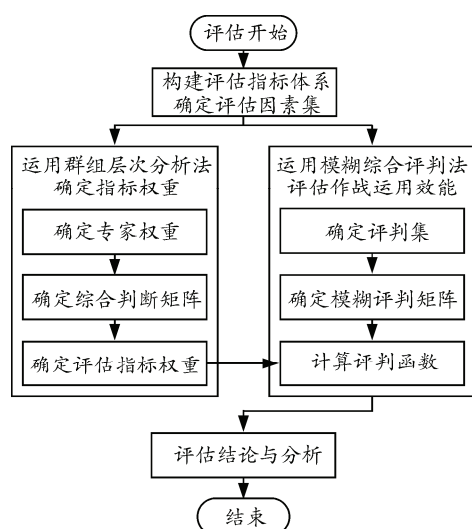 评估开始
构建评估指标体系
确定评估因素集
运用群组层次分析法
确定指标权重
确定专家权重
确定综合判断矩阵
确定评估指标权重
运用模糊综合评判法
评估作战运用效能
确定评判集
确定模糊评判矩阵
计算评判函数
评估结论与分析
结束